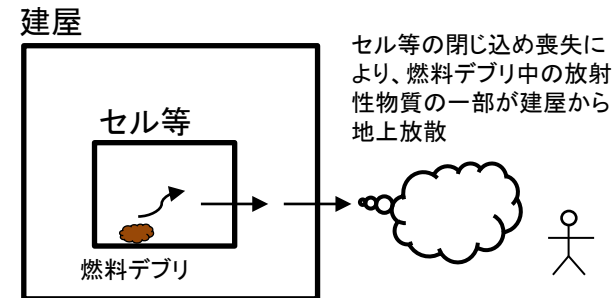 建屋
セル等の閉じ込め喪失に
より、燃料デブリ中の放射
性物質の一部が建屋から
地上放散
セル等
燃料デブリ